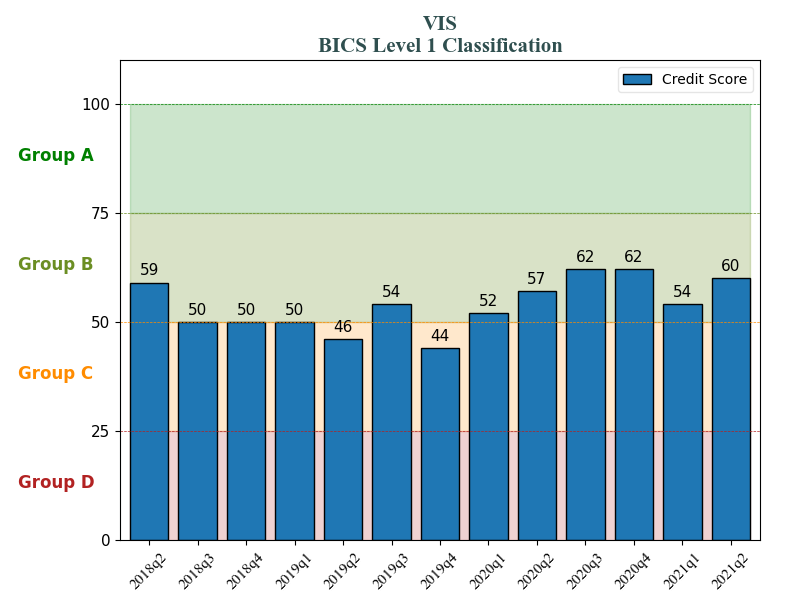 VIS
BICS Level 1 Classification
Credit Score
100
Group A
75
Group B
59
50
50
50
46
54
44
52
57
62
62
54
60
50
Group C
25
Group D
0
2018q2
2018q3
2018q4
2019q1
2019q2
2019q3
2019q4
2020q1
2020q2
2020q3
2020q4
2021q1
2021q2